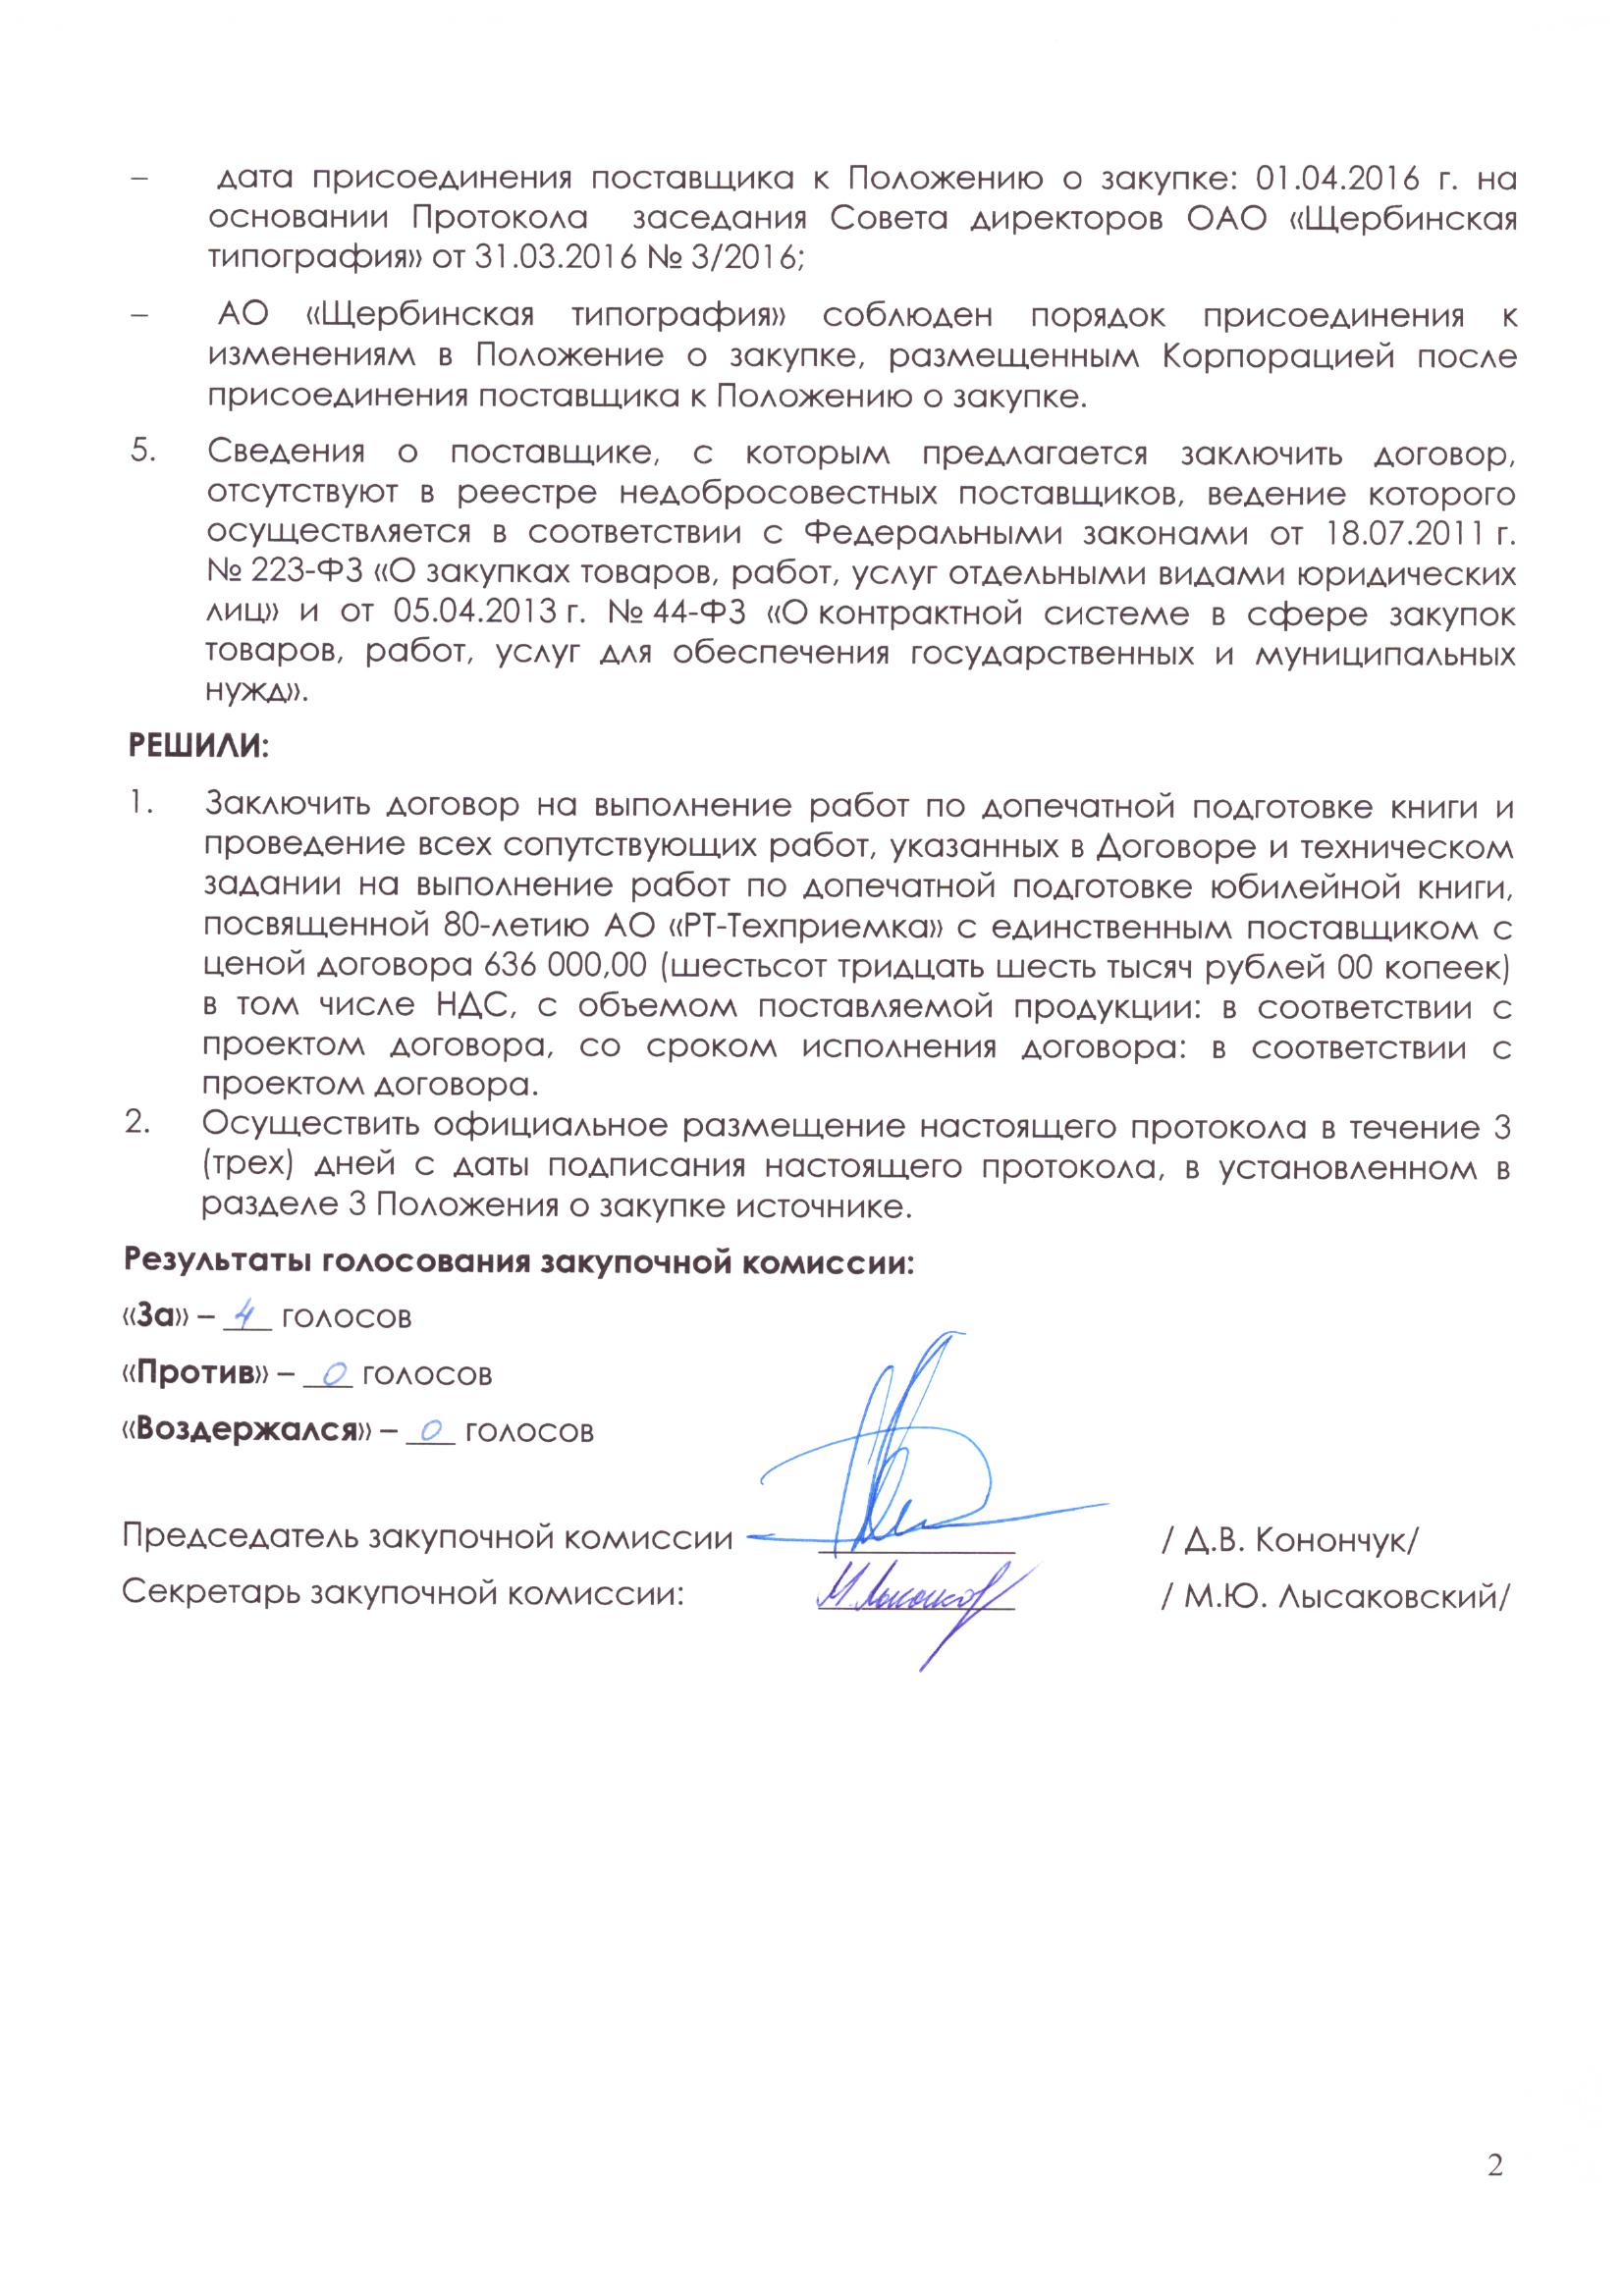 – дата присоединения поставщика к Положению о закупке: 01.04.2016 г. на
основании Протокола заседания Совета директоров ОАО «Щербинская
типография» от 31.03.2016 № 3/2016;
– АО «Щербинская типография» соблюден порядок присоединения к
изменениям в Положение о закупке, размещенным Корпорацией после
присоединения поставщика к Положению о закупке.
5. Сведения о поставщике, с которым предлагается заключить договор,
отсутствуют в реестре недобросовестных поставщиков, ведение которого
осуществляется в соответствии с Федеральными законами от 18.07.2011 г.
№ 223-ФЗ «О закупках товаров, работ, услуг отдельными видами юридических
лиц» и от 05.04.2013 г. № 44-ФЗ «О контрактной системе в сфере закупок
товаров, работ, услуг для обеспечения государственных и муниципальных
нужд».
РЕШИЛИ:
1. Заключить договор на выполнение работ по допечатной подготовке книги и
проведение всех сопутствующих работ, указанных в Договоре и техническом
задании на выполнение работ по допечатной подготовке юбилейной книги,
посвященной 80-летию АО «РТ-Техприемка» с единственным поставщиком с
ценой договора 636 000,00 (шестьсот тридцать шесть тысяч рублей 00 копеек)
в том числе НДС, с объемом поставляемой продукции: в соответствии с
проектом договора, со сроком исполнения договора: в соответствии с
проектом договора.
2. Осуществить официальное размещение настоящего протокола в течение 3
(трех) дней с даты подписания настоящего протокола, в установленном в
разделе 3 Положения о закупке источнике.
Результаты голосования закупочной комиссии:
«За» – 4 голосов
«Против» – 0 голосов
«Воздержался» – 0 голосов
Председатель закупочной комиссии / Д.В. Конончук/
Секретарь закупочной комиссии: / М.Ю. Лысаковский/
2